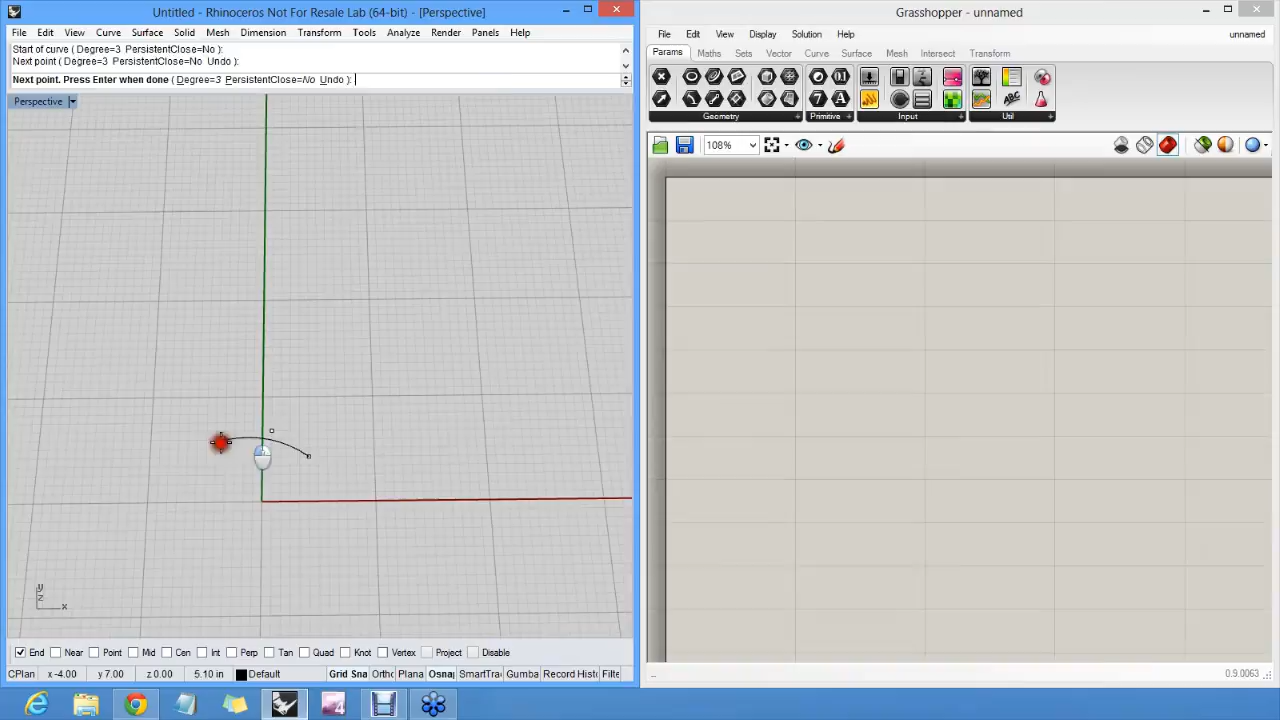 Untitled - Rhinoceros Not For Resale Lab (64-bit) - [Perspective]
File Edit View Curve Surface Solid Mesh Dimension Transform Tools Analyze Render Panels Help
Start of curve ( Degree=3 PersistentClose=No ):
Next point ( Degree=3 PersistentClose=No Undo ):
Next point. Press Enter when done ( Degree=3 PersistentClose=No Undo ):
Perspective
y
z
x
End Near Point Mid Cen Int Perp Tan Quad Knot Vertex Project Disable
CPlan x -4.00 y 7.00 z 0.00 5.10 in Default Grid Sna Ortho Plana Osna SmartTrac Gumba Record Histo Filte
Grasshopper - unnamed
File Edit View Display Solution Help unnamed
Params Maths Sets Vector Curve Surface Mesh Intersect Transform
Geometry Primitive Input Util
108%
0.9.0063